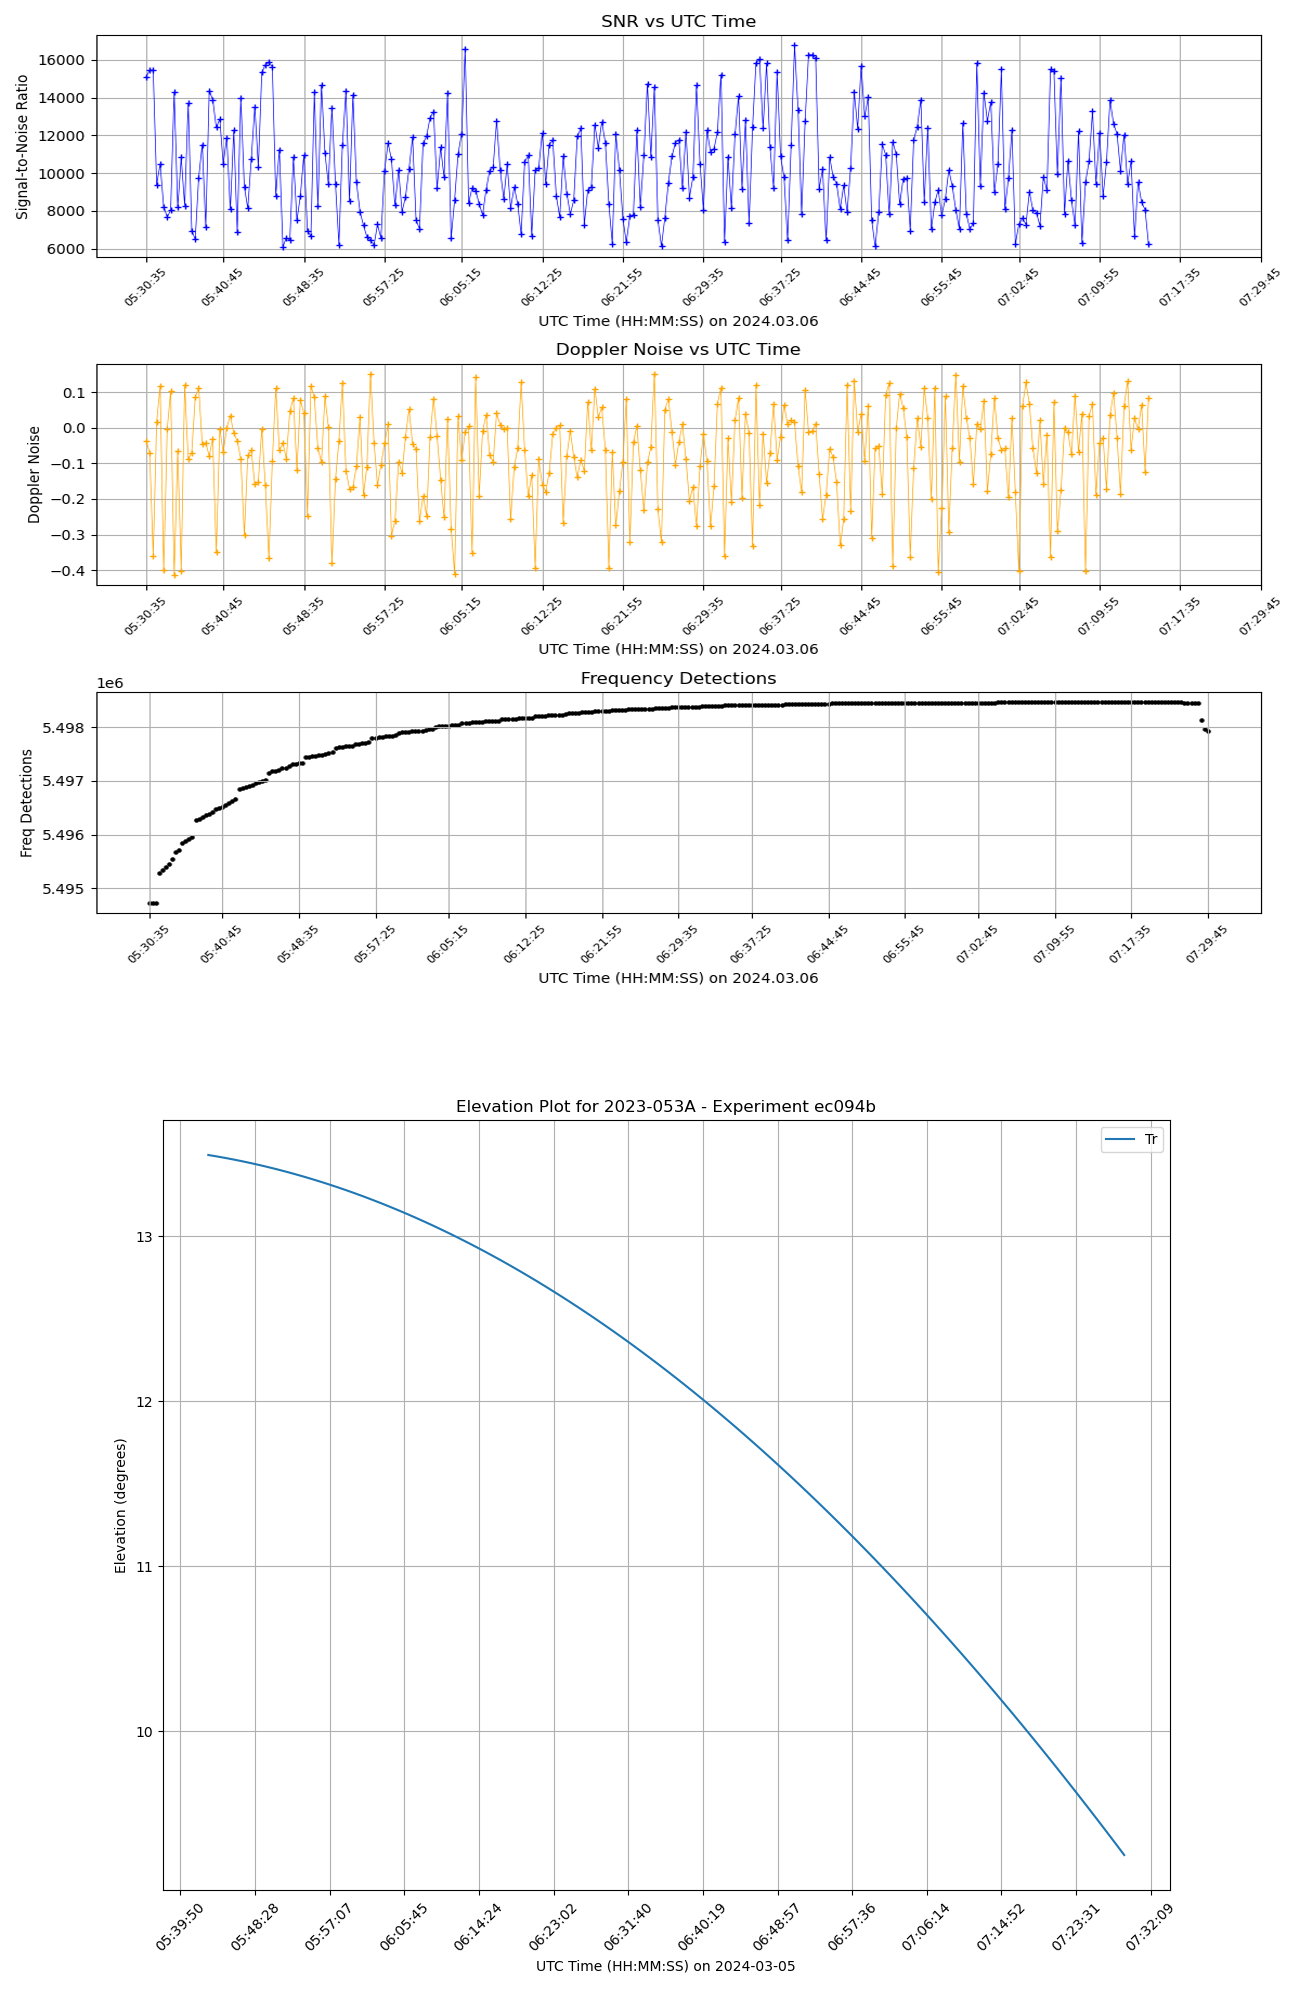 SNR vs UTC Time
Signal-to-Noise Ratio
16000
14000
12000
10000
8000
6000
05:30:35 05:40:45 05:48:35 05:57:25 06:05:15 06:12:25 06:21:55 06:29:35 06:37:25 06:44:45 06:55:45 07:02:45 07:09:55 07:17:35 07:29:45
UTC Time (HH:MM:SS) on 2024.03.06
Doppler Noise vs UTC Time
Doppler Noise
0.1
0.0
−0.1
−0.2
−0.3
−0.4
05:30:35 05:40:45 05:48:35 05:57:25 06:05:15 06:12:25 06:21:55 06:29:35 06:37:25 06:44:45 06:55:45 07:02:45 07:09:55 07:17:35 07:29:45
UTC Time (HH:MM:SS) on 2024.03.06
Frequency Detections
1e6
Freq Detections
5.498
5.497
5.496
5.495
05:30:35 05:40:45 05:48:35 05:57:25 06:05:15 06:12:25 06:21:55 06:29:35 06:37:25 06:44:45 06:55:45 07:02:45 07:09:55 07:17:35 07:29:45
UTC Time (HH:MM:SS) on 2024.03.06
Elevation Plot for 2023-053A - Experiment ec094b
Tr
Elevation (degrees)
13
12
11
10
05:39:50 05:48:28 05:57:07 06:05:45 06:14:24 06:23:02 06:31:40 06:40:19 06:48:57 06:57:36 07:06:14 07:14:52 07:23:31 07:32:09
UTC Time (HH:MM:SS) on 2024-03-05